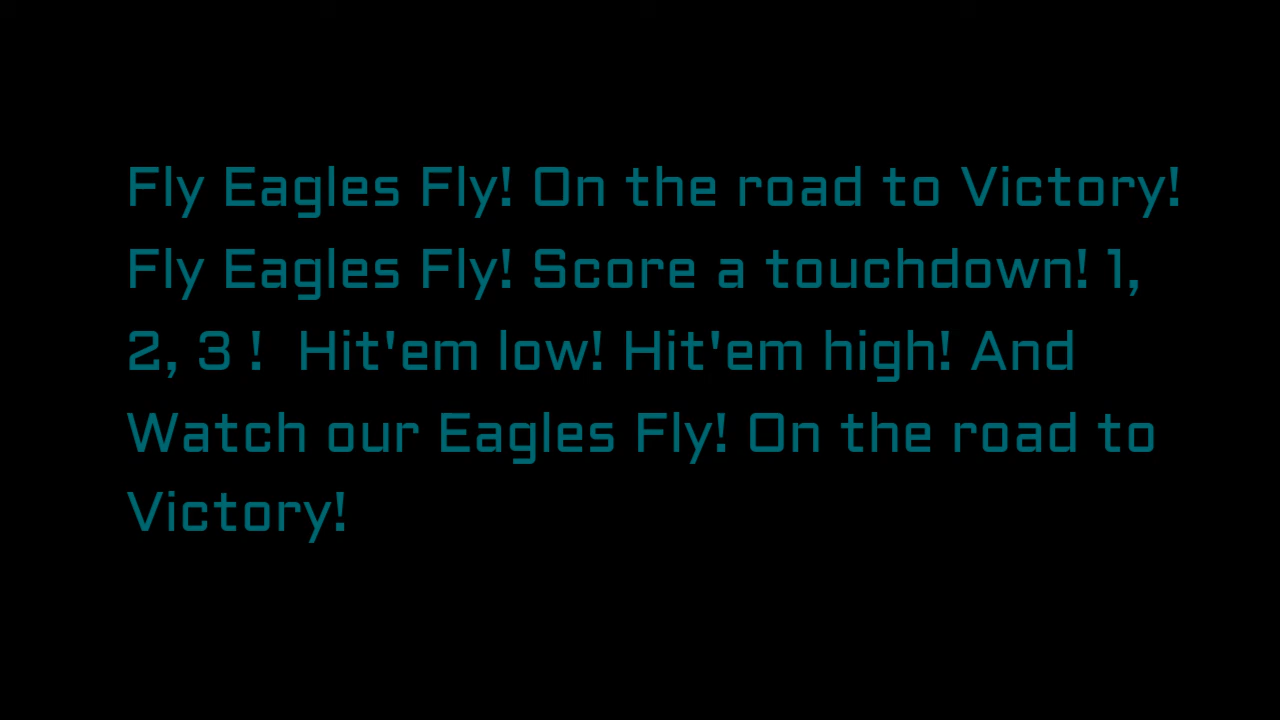 Fly Eagles Fly! On the road to Victory!
Fly Eagles Fly! Score a touchdown! 1,
2, 3 !  Hit'em low! Hit'em high! And
Watch our Eagles Fly! On the road to
Victory!